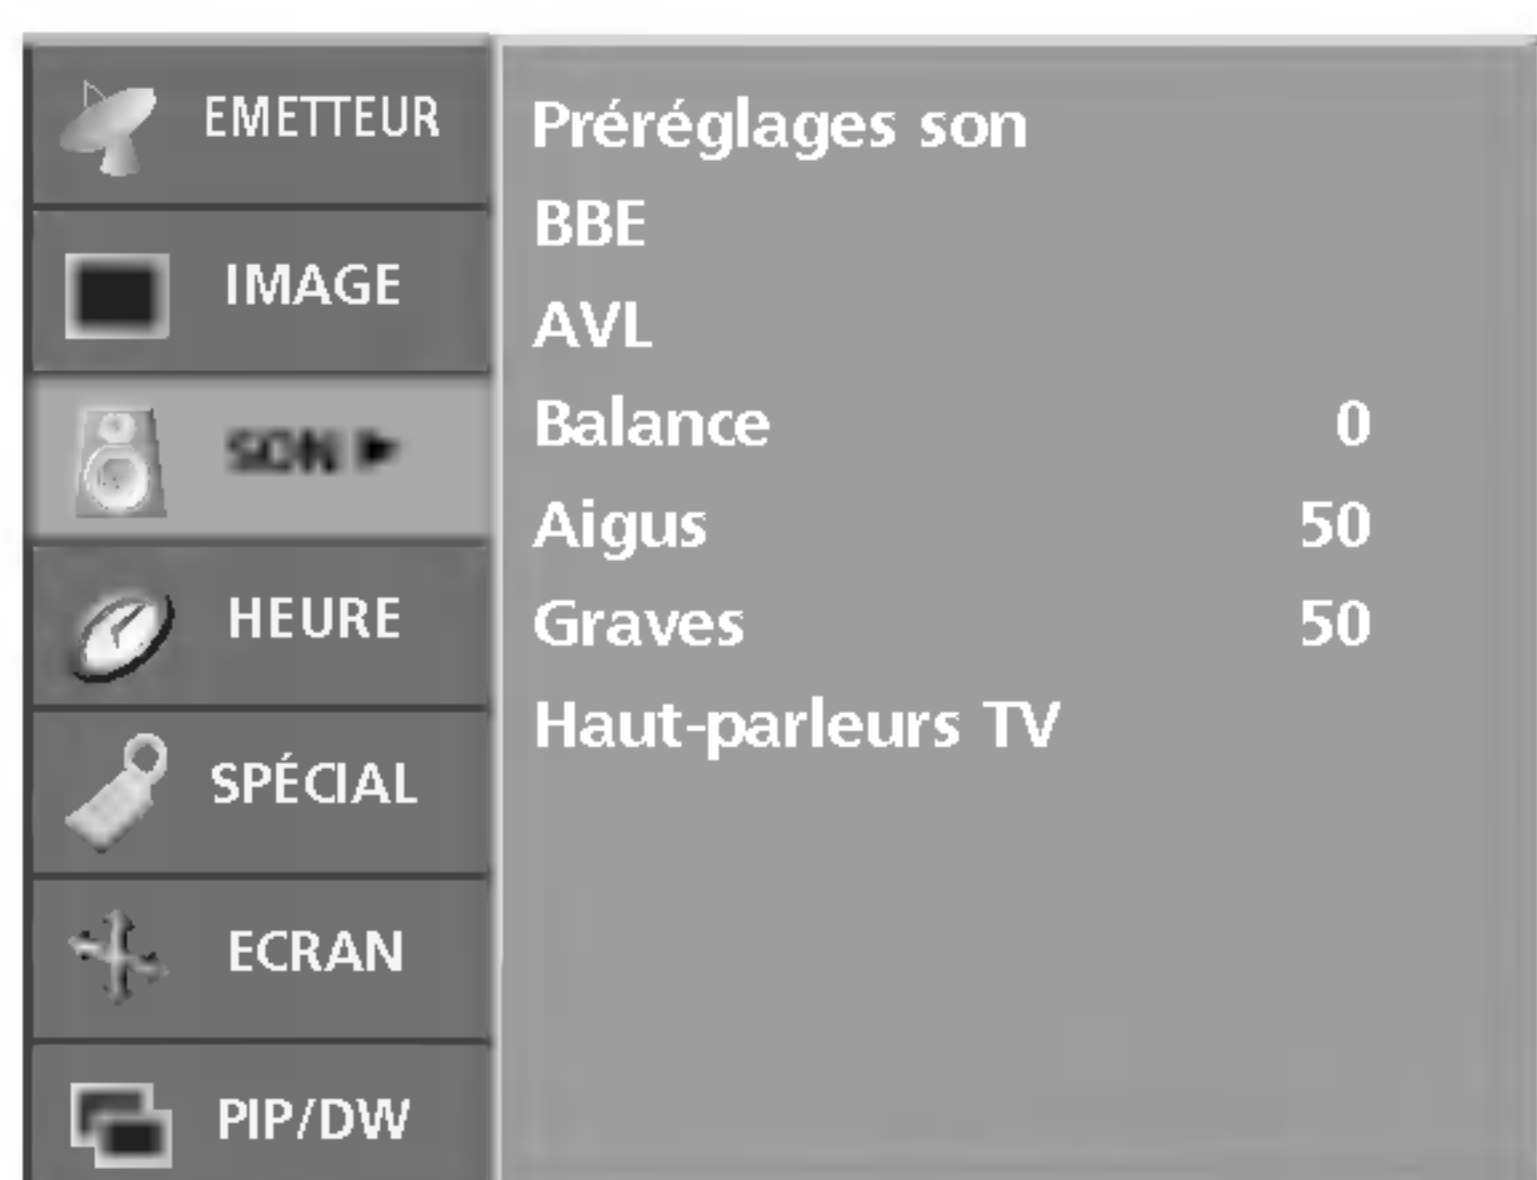 EMETTEUR
IMAGE
SON ►
HEURE
SPÉCIAL
ECRAN
PIP/DW
Préréglages son
BBE
AVL
Balance 0
Aigus 50
Graves 50
Haut-parleurs TV